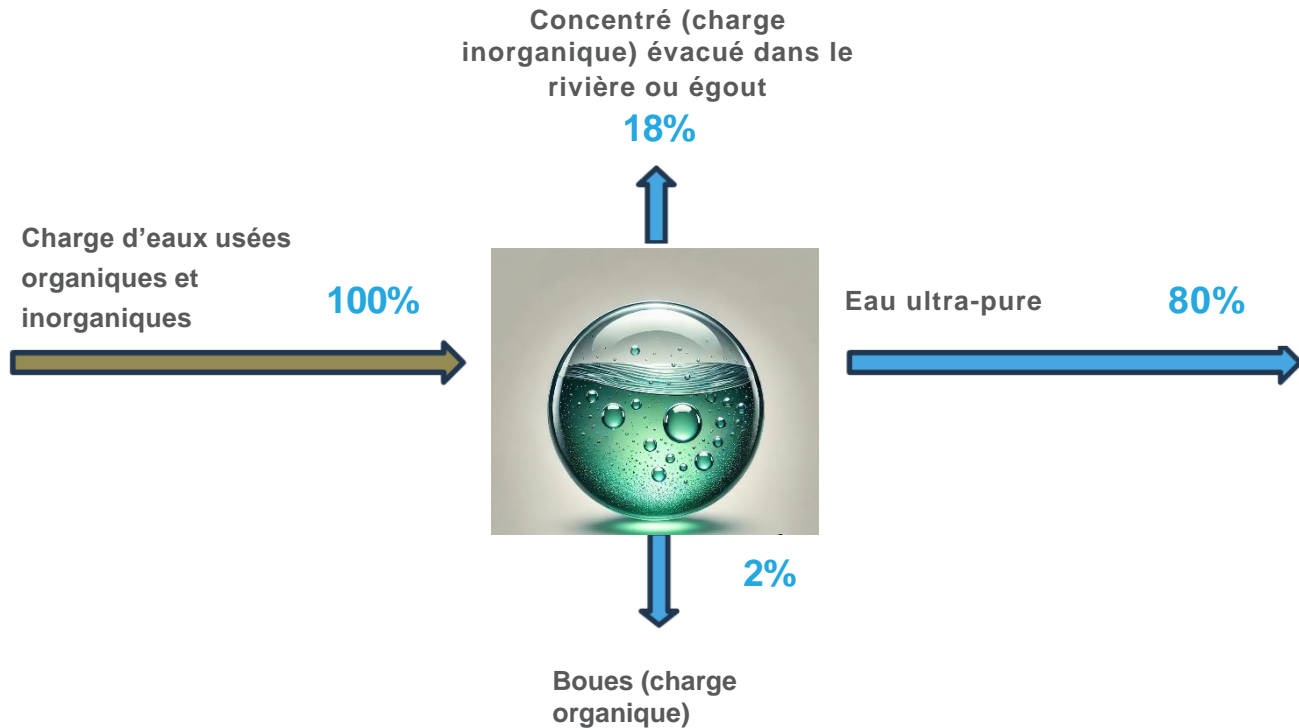 Concentré (charge
inorganique) évacué dans le
rivière ou égout
18%
Charge d'eaux usées
organiques et
inorganiques
100%
Eau ultra-pure
80%
2%
Boues (charge
organique)